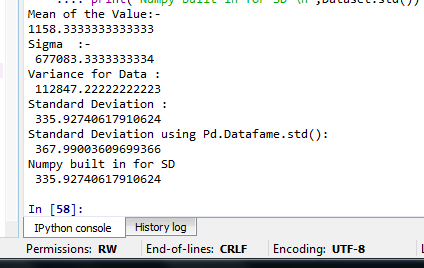 ...: print("Numpy built in for SD \n",Dataset.std())
Mean of the Value:-
1158.3333333333333
Sigma  :-
 677083.3333333334
Variance for Data :
 112847.22222222223
Standard Deviation :
 335.92740617910624
Standard Deviation using Pd.Datafame.std():
 367.99003609699366
Numpy built in for SD
 335.92740617910624
In [58]:
IPython console History log
Permissions: RW End-of-lines: CRLF Encoding: UTF-8